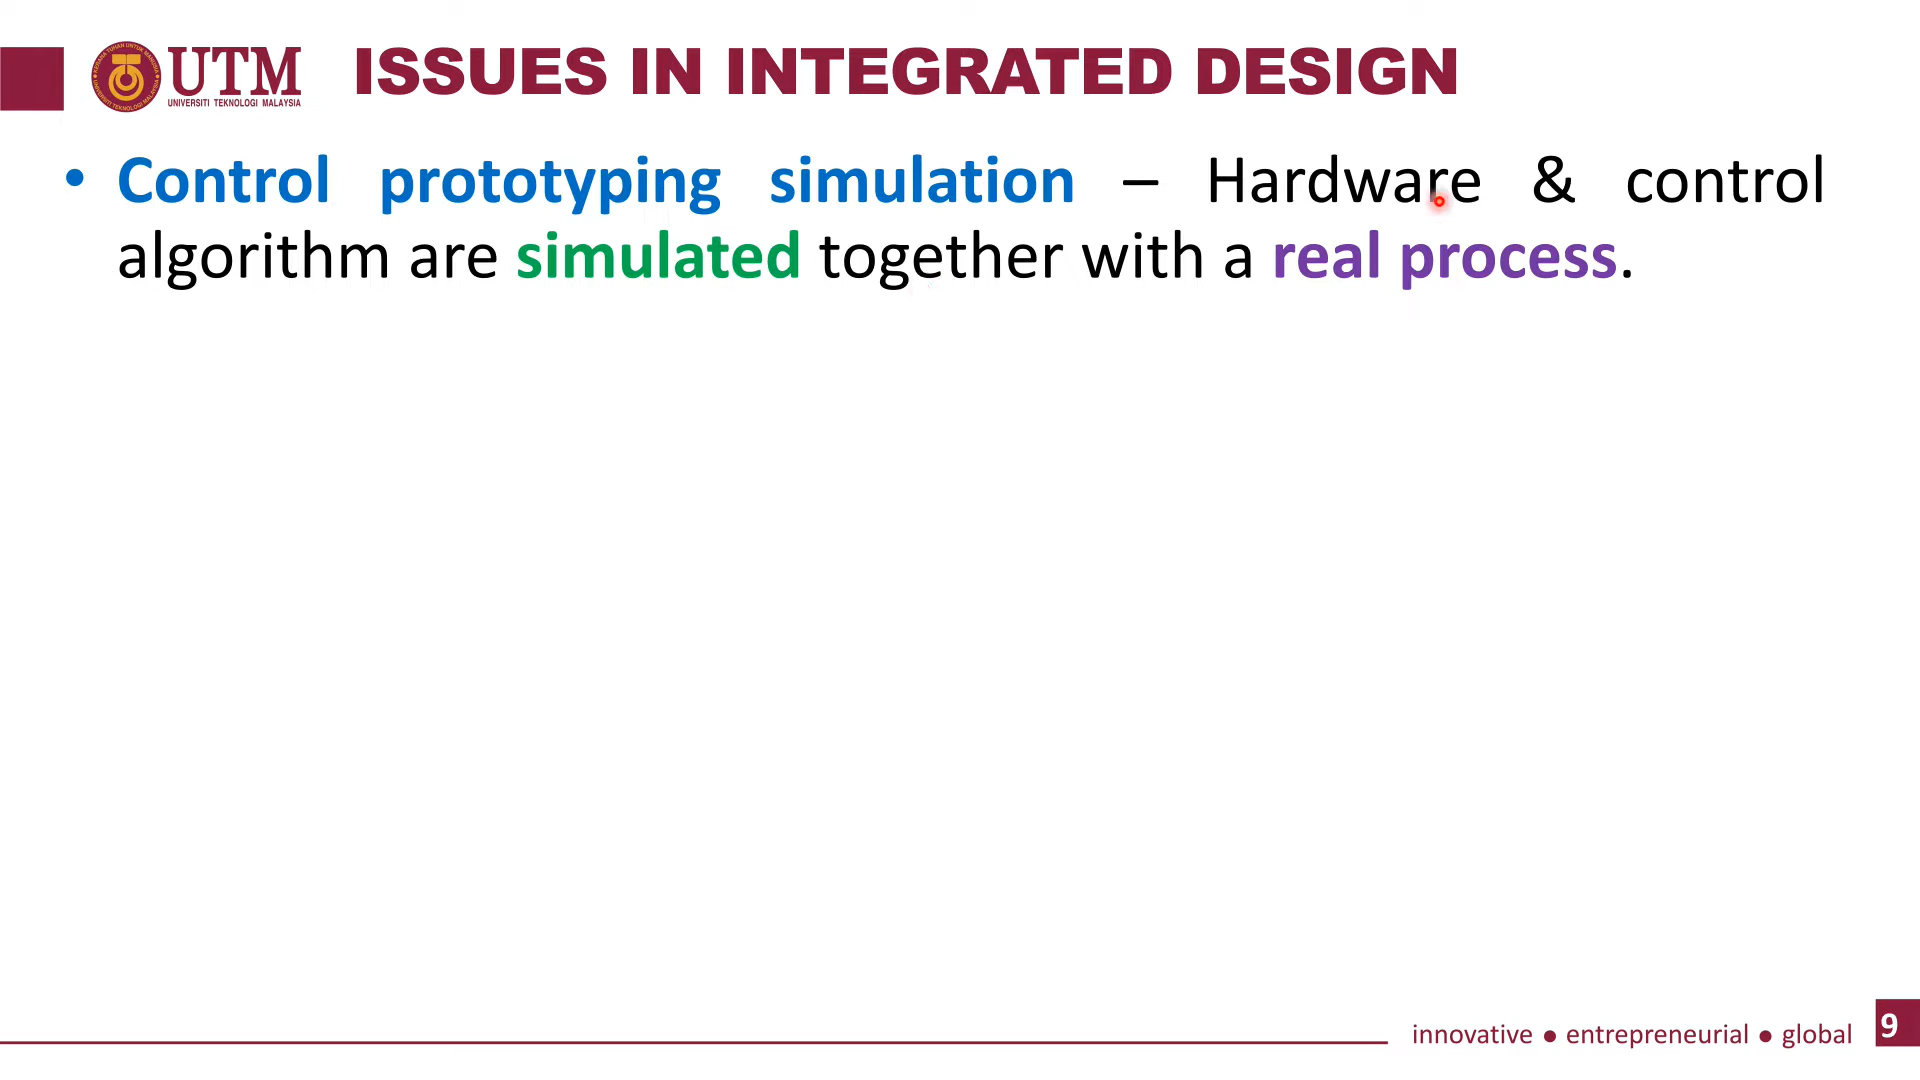 UTM
UNIVERSITI TEKNOLOGI MALAYSIA
ISSUES IN INTEGRATED DESIGN
• Control prototyping simulation – Hardware & control
algorithm are simulated together with a real process.
innovative ● entrepreneurial ● global
9